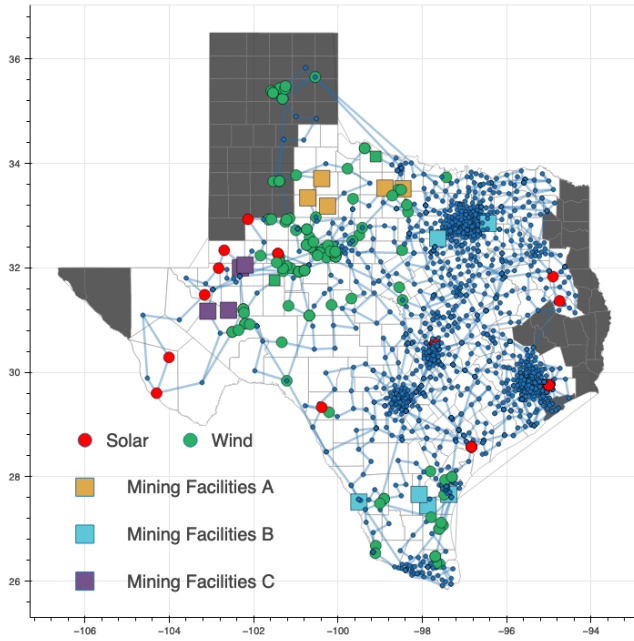 36
34
32
30
28
26
Solar
Wind
Mining Facilities A
Mining Facilities B
Mining Facilities C
−106
−104
−102
−100
−98
−96
−94